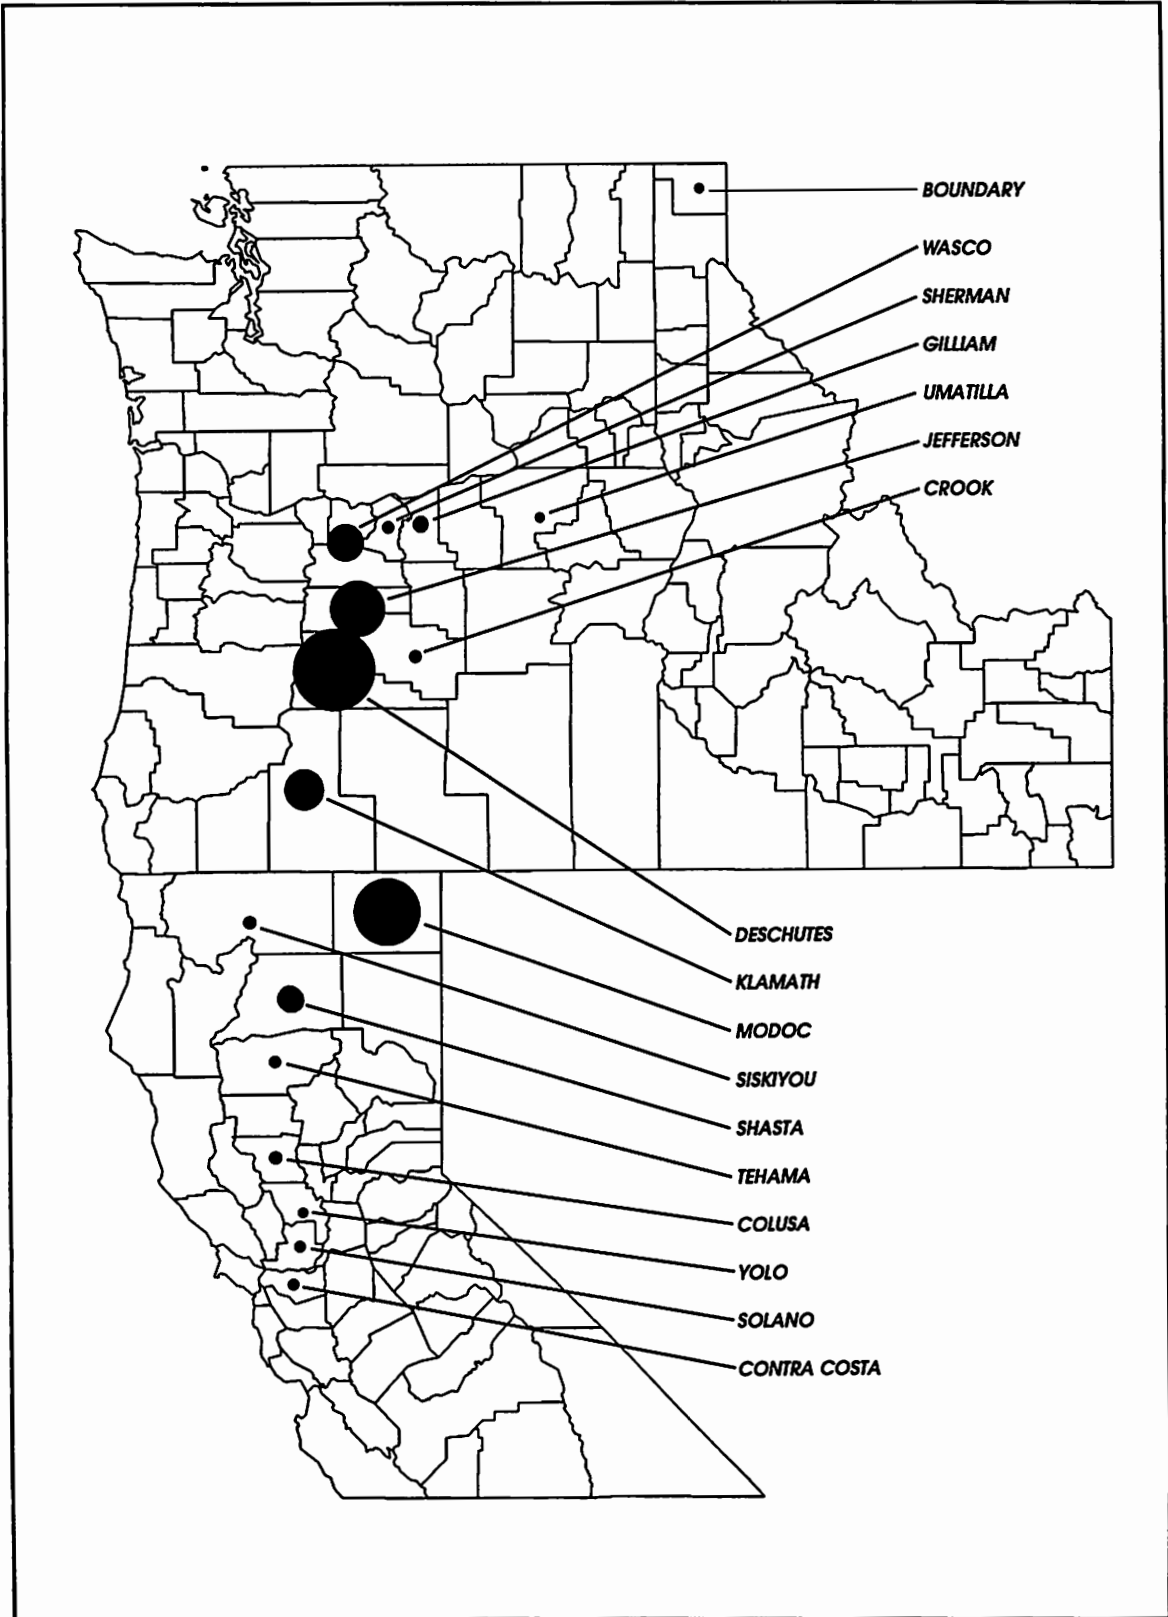 BOUNDARY
WASCO
SHERMAN
GILLIAM
UMATILLA
JEFFERSON
CROOK
DESCHUTES
KLAMATH
MODOC
SISKIYOU
SHASTA
TEHAMA
COLUSA
YOLO
SOLANO
CONTRA COSTA